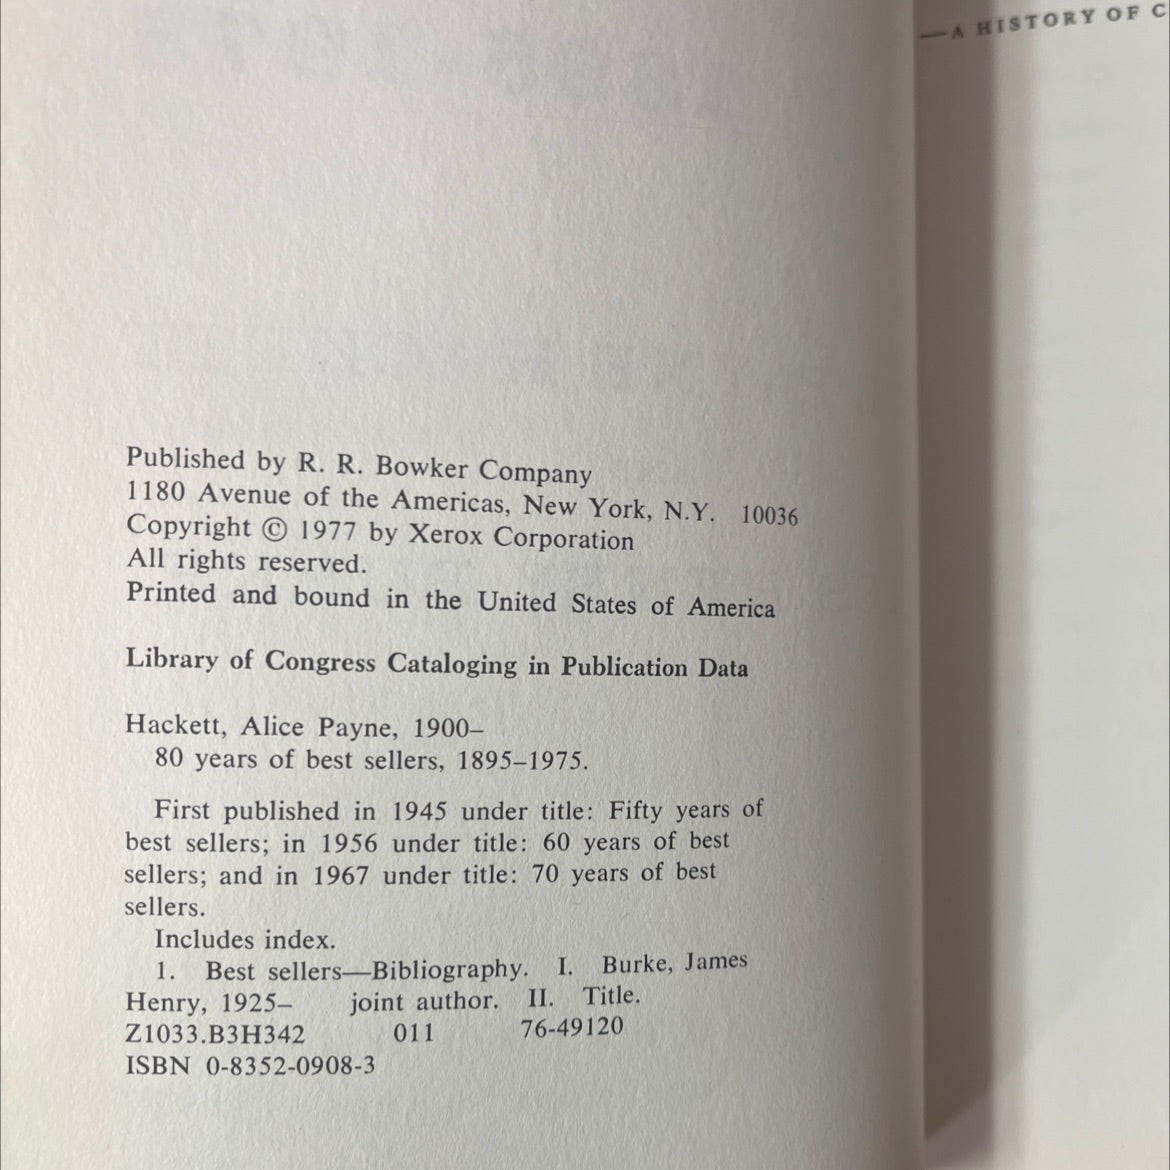 —A HISTORY OF C
Published by R. R. Bowker Company
1180 Avenue of the Americas, New York, N.Y. 10036
Copyright © 1977 by Xerox Corporation
All rights reserved.
Printed and bound in the United States of America
Library of Congress Cataloging in Publication Data
Hackett, Alice Payne, 1900–
80 years of best sellers, 1895–1975.
First published in 1945 under title: Fifty years of
best sellers; in 1956 under title: 60 years of best
sellers; and in 1967 under title: 70 years of best
sellers.
Includes index.
1. Best sellers—Bibliography. I. Burke, James
Henry, 1925– joint author. II. Title.
Z1033.B3H342 011 76-49120
ISBN 0-8352-0908-3